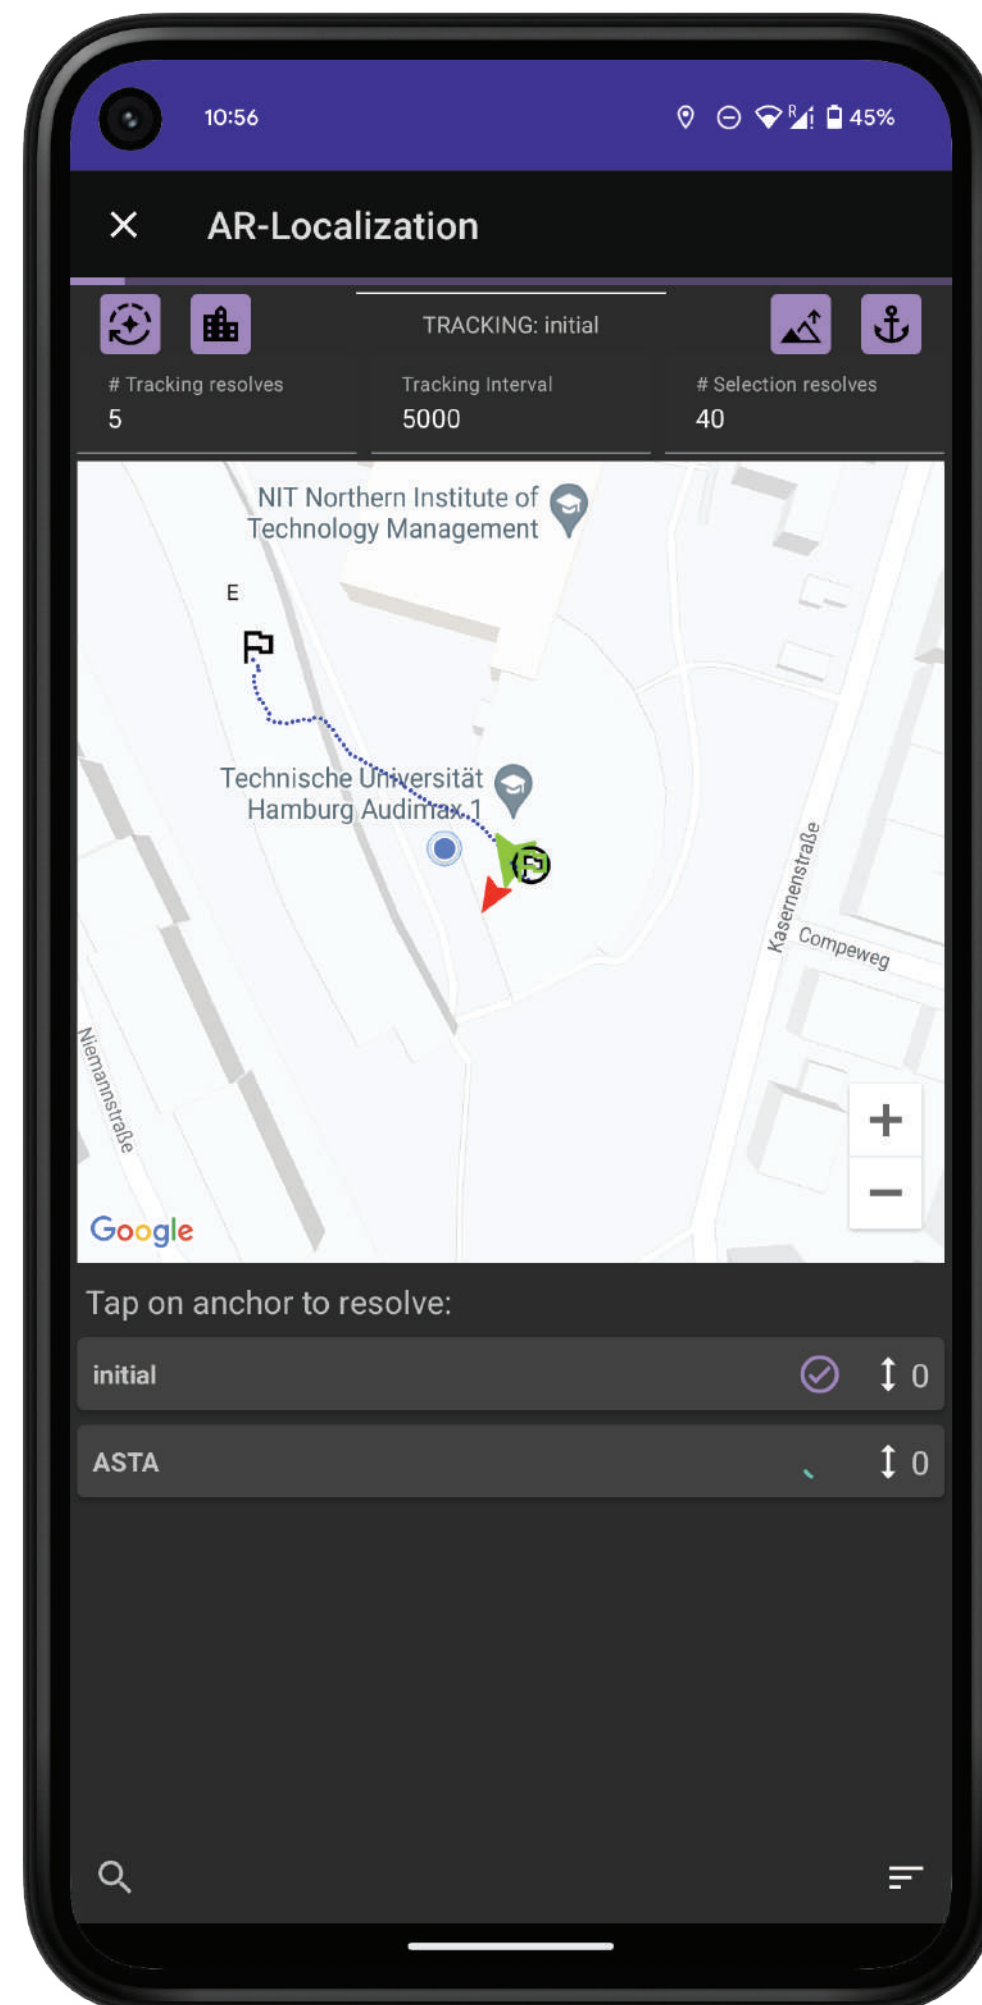 10:56
R
45%
AR-Localization
TRACKING: initial
# Tracking resolves
5
Tracking Interval
5000
# Selection resolves
40
NIT Northern Institute of
Technology Management
E
Technische Universität
Hamburg Audimax 1
Kasernenstraße
Compeweg
Niemannstraße
Google
Tap on anchor to resolve:
initial
0
ASTA
0